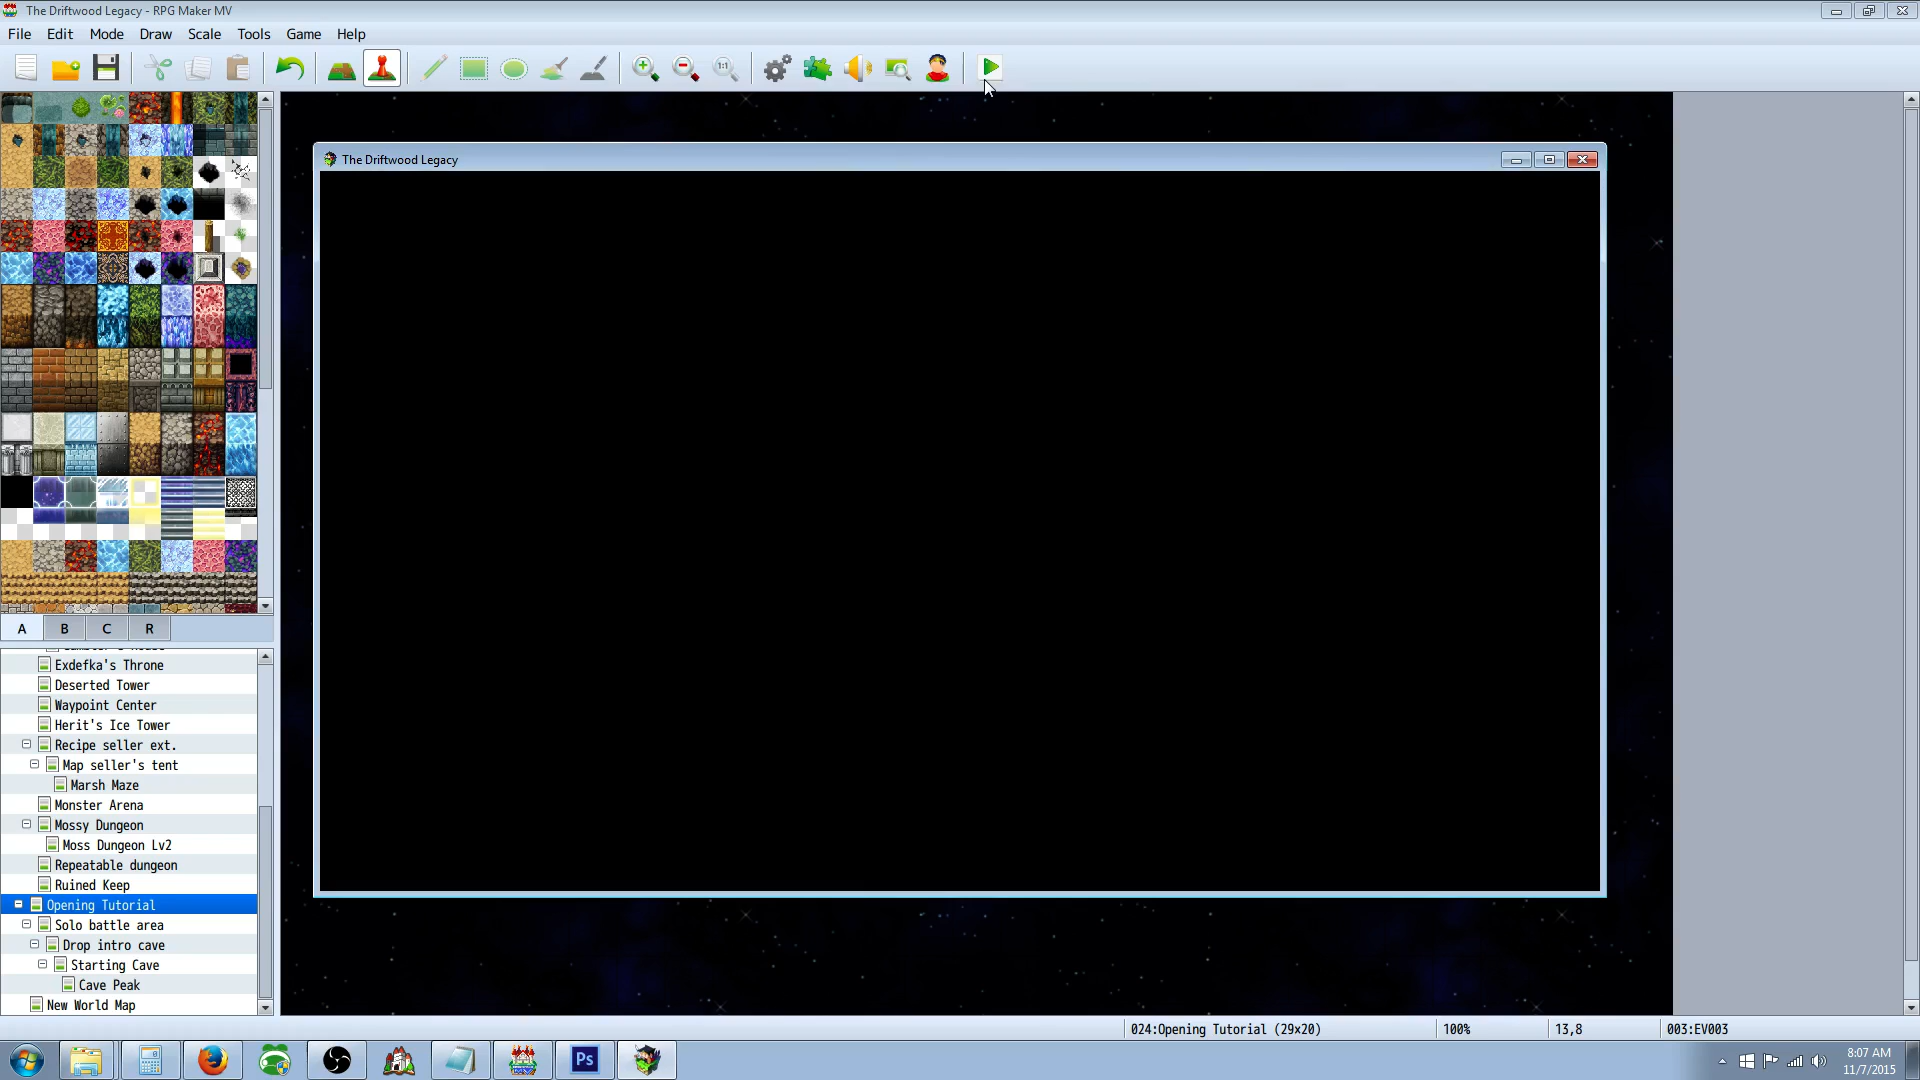 The Driftwood Legacy - RPG Maker MV
File Edit Mode Draw Scale Tools Game Help
1:1
The Driftwood Legacy
A B C R
Exdefka's Throne
Deserted Tower
Waypoint Center
Herit's Ice Tower
Recipe seller ext.
Map seller's tent
Marsh Maze
Monster Arena
Mossy Dungeon
Moss Dungeon Lv2
Repeatable dungeon
Ruined Keep
Opening Tutorial
Solo battle area
Drop intro cave
Starting Cave
Cave Peak
New World Map
024:Opening Tutorial (29x20) 100% 13,8 003:EV003
Ps
8:07 AM
11/7/2015